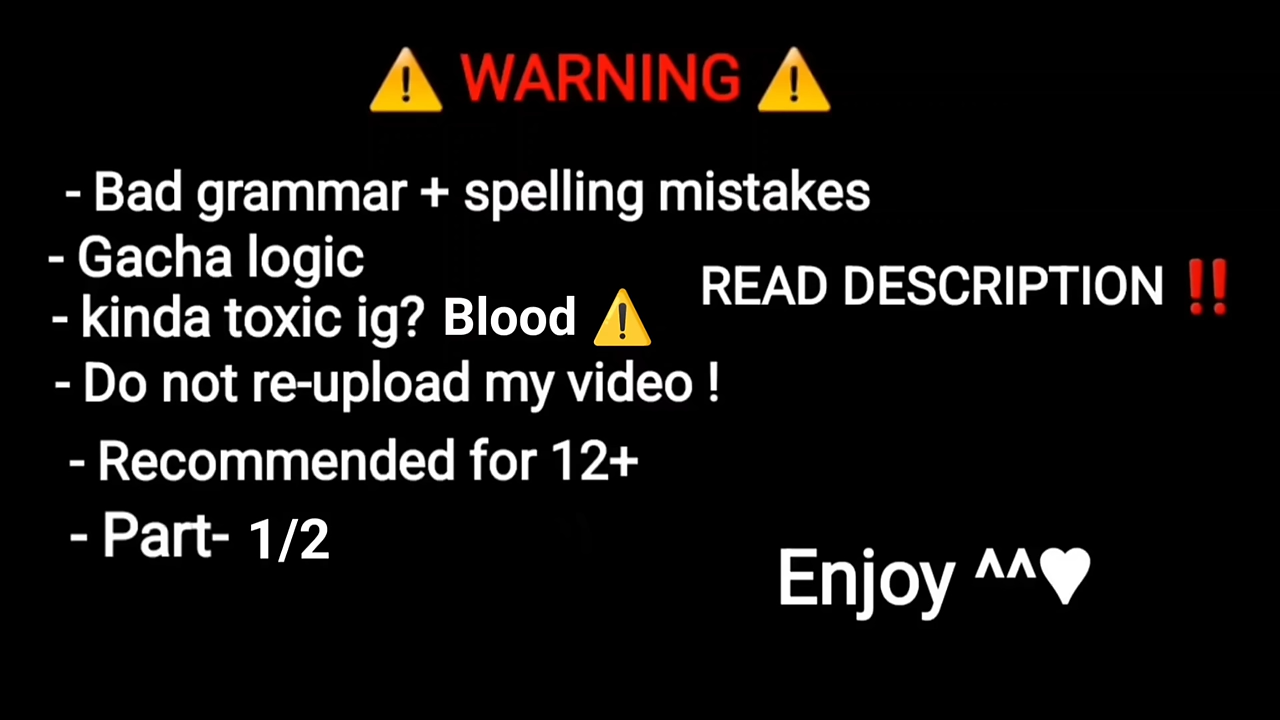 ⚠️ WARNING ⚠️
- Bad grammar + spelling mistakes
- Gacha logic
- kinda toxic ig? Blood ⚠️
READ DESCRIPTION ‼️
- Do not re-upload my video !
- Recommended for 12+
- Part- 1/2
Enjoy ^^♥